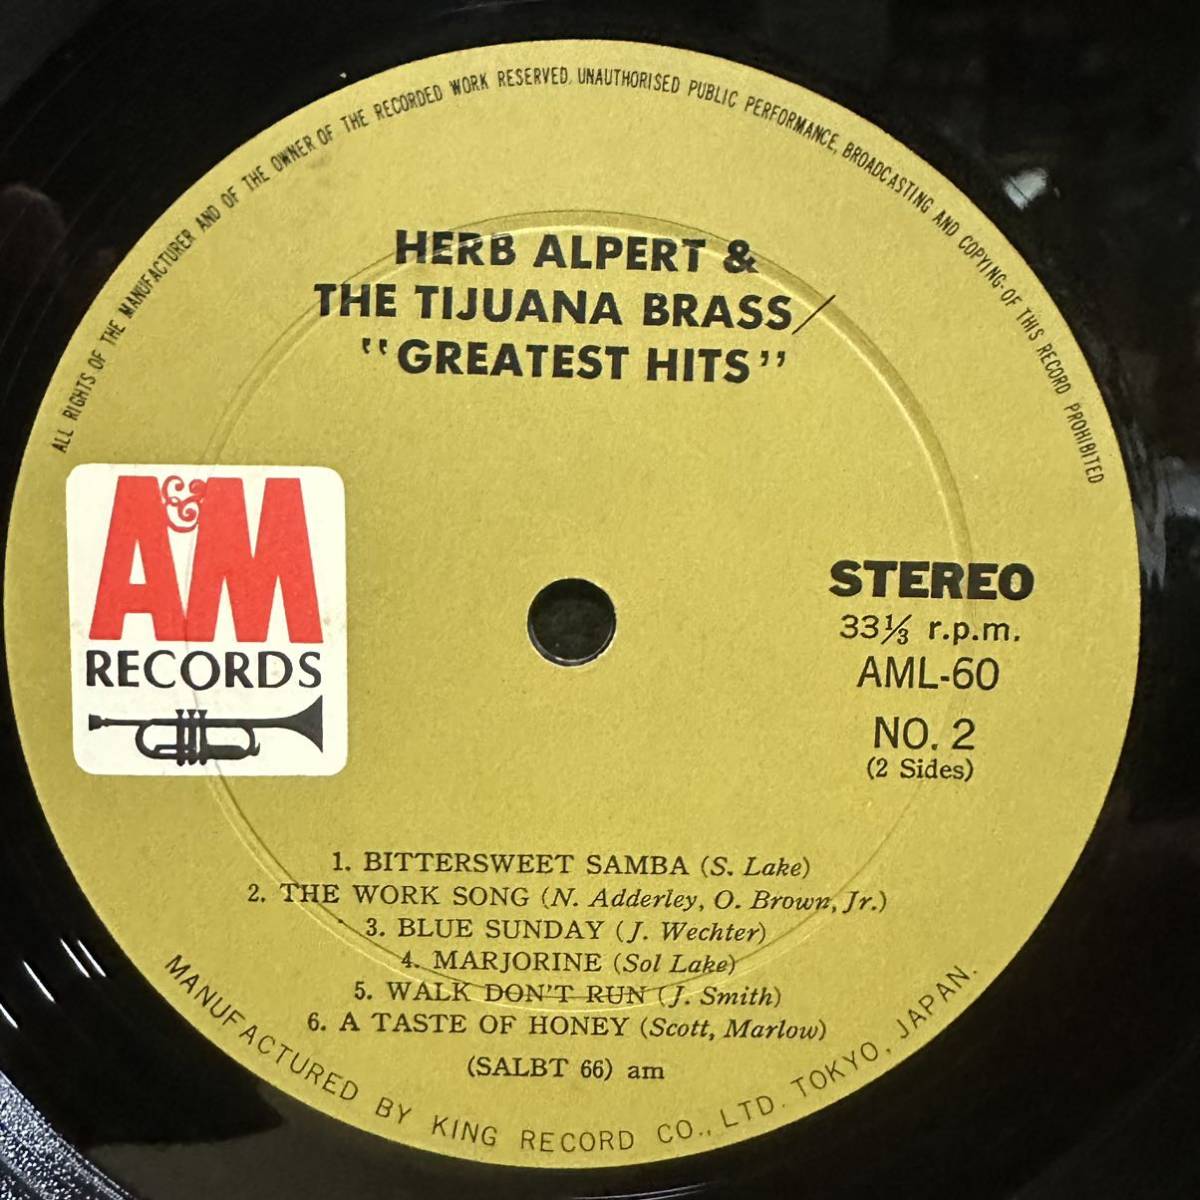 ALL RIGHTS OF THE MANUFACTURER AND OF THE OWNER OF THE RECORDED WORK RESERVED. UNAUTHORISED PUBLIC PERFORMANCE, BROADCASTING AND COPYING OF THIS RECORD PROHIBITED
HERB ALPERT &
THE TIJUANA BRASS/
“GREATEST HITS”
A&M
RECORDS
STEREO
33⅓ r.p.m.
AML-60
NO. 2
(2 Sides)
1. BITTERSWEET SAMBA (S. Lake)
2. THE WORK SONG (N. Adderley, O. Brown, Jr.)
3. BLUE SUNDAY (J. Wechter)
4. MARJORINE (Sol Lake)
5. WALK DON'T RUN (J. Smith)
6. A TASTE OF HONEY (Scott, Marlow)
(SALBT 66) am
MANUFACTURED BY KING RECORD CO., LTD. TOKYO, JAPAN.